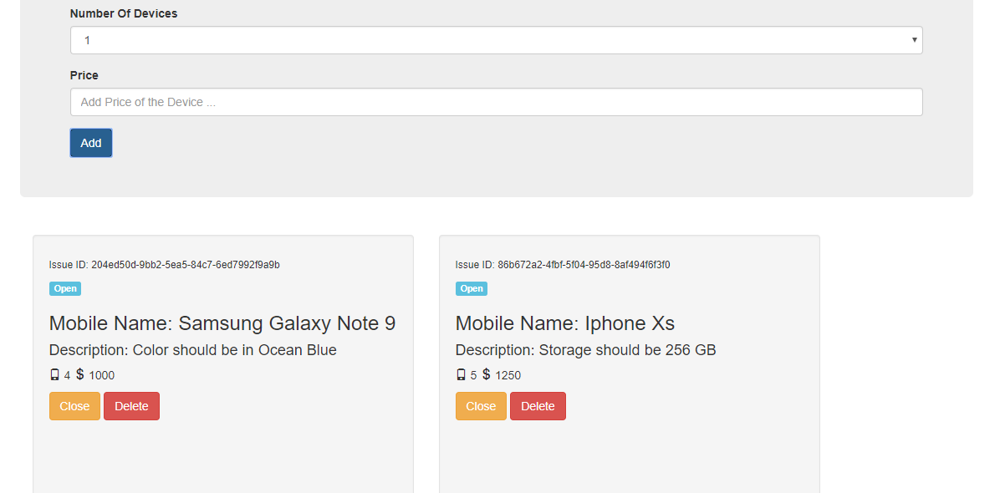 Number Of Devices
1
Price
Add Price of the Device ...
Add
Issue ID: 204ed50d-9bb2-5ea5-84c7-6ed7992f9a9b
Open
Mobile Name: Samsung Galaxy Note 9
Description: Color should be in Ocean Blue
4 $ 1000
Close Delete
Issue ID: 86b672a2-4fbf-5f04-95d8-8af494f6f3f0
Open
Mobile Name: Iphone Xs
Description: Storage should be 256 GB
5 $ 1250
Close Delete